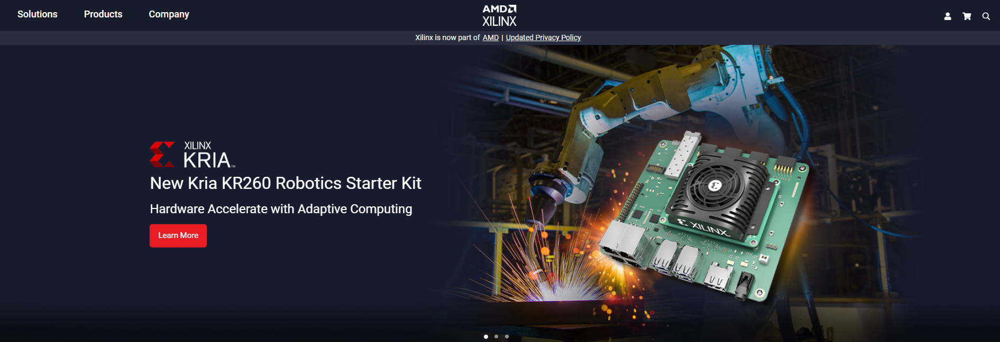 Solutions
Products
Company
AMD
XILINX
Xilinx is now part of AMD | Updated Privacy Policy
XILINX
KRIA™
New Kria KR260 Robotics Starter Kit
Hardware Accelerate with Adaptive Computing
Learn More
XILINX